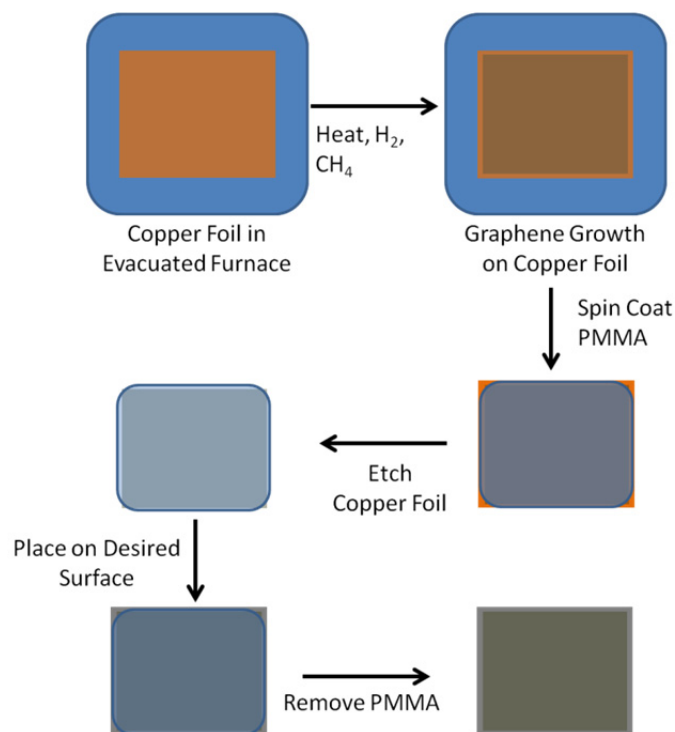 Heat, H₂,
CH₄
Copper Foil in
Evacuated Furnace
Graphene Growth
on Copper Foil
Spin Coat
PMMA
Etch
Copper Foil
Place on Desired
Surface
Remove PMMA